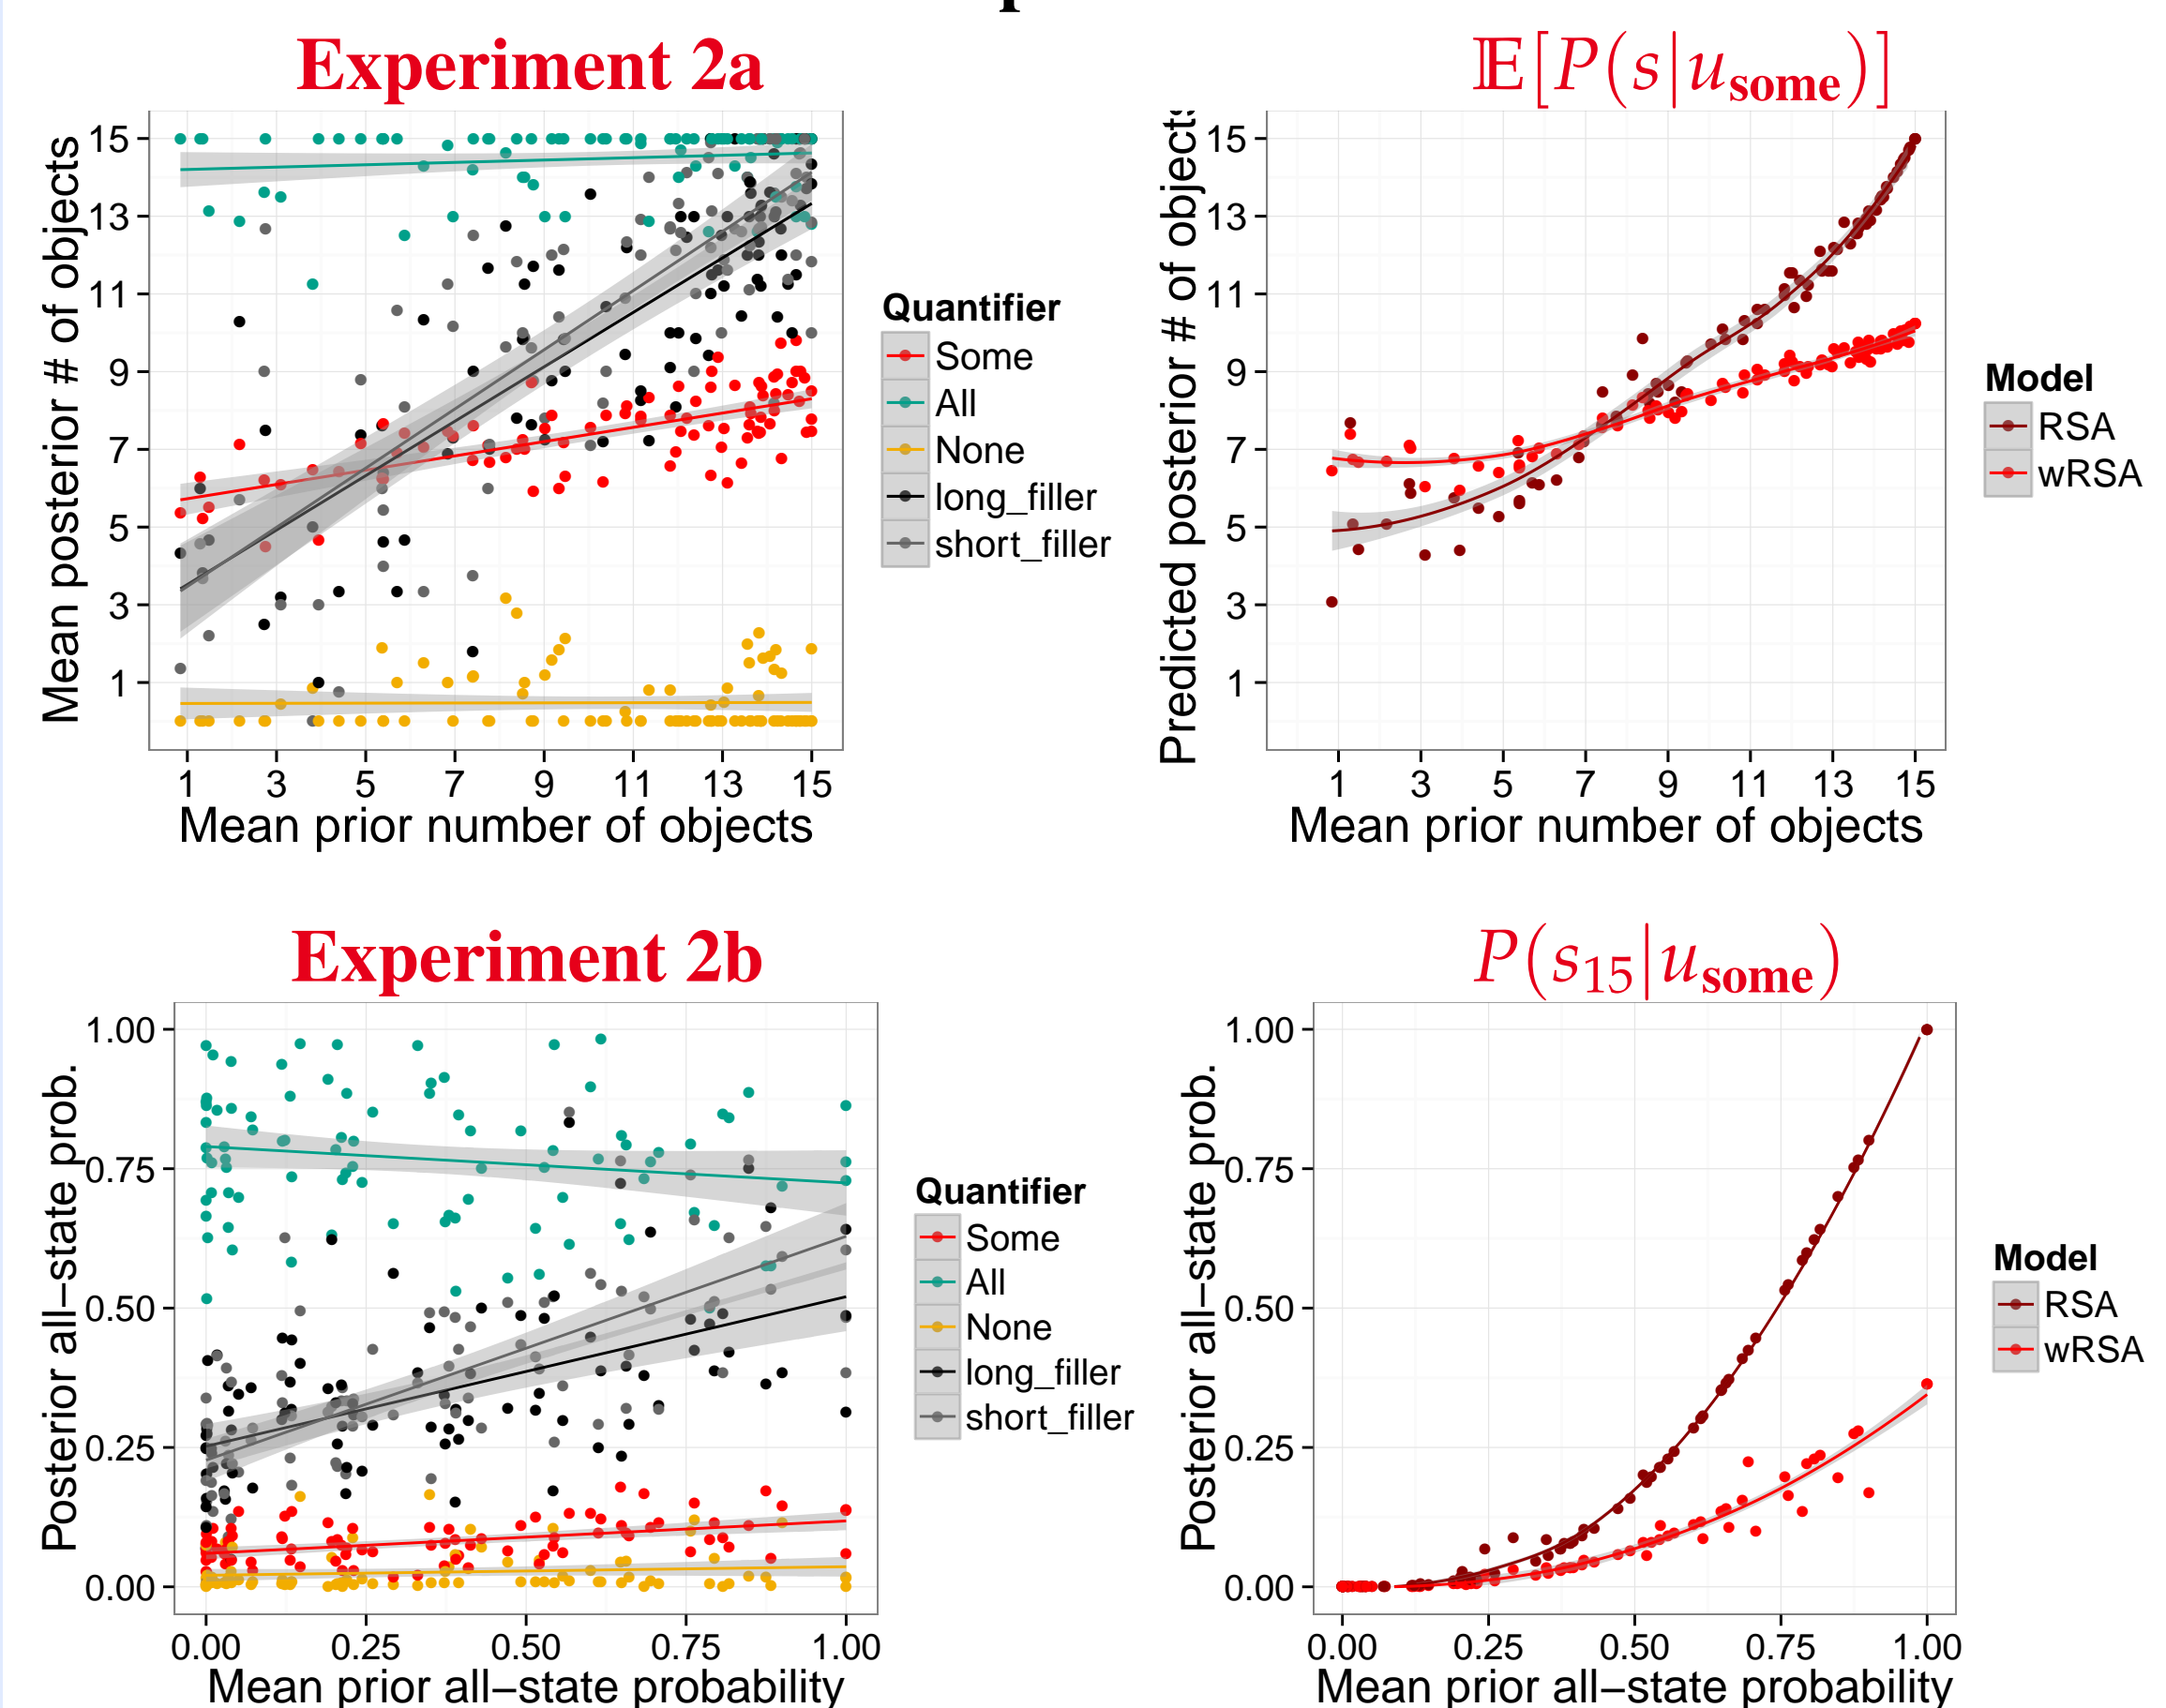 Experiment 2a
15
13
11
9
7
5
3
1
Mean posterior # of objects
1 3 5 7 9 11 13 15
Mean prior number of objects
Quantifier
Some
All
None
long_filler
short_filler
𝔼[P(s|u_some)]
15
13
11
9
7
5
3
1
Predicted posterior # of objects
1 3 5 7 9 11 13 15
Mean prior number of objects
Model
RSA
wRSA
Experiment 2b
1.00
0.75
0.50
0.25
0.00
Posterior all−state prob.
0.00 0.25 0.50 0.75 1.00
Mean prior all−state probability
Quantifier
Some
All
None
long_filler
short_filler
P(s₁₅|u_some)
1.00
0.75
0.50
0.25
0.00
Posterior all−state prob.
0.00 0.25 0.50 0.75 1.00
Mean prior all−state probability
Model
RSA
wRSA